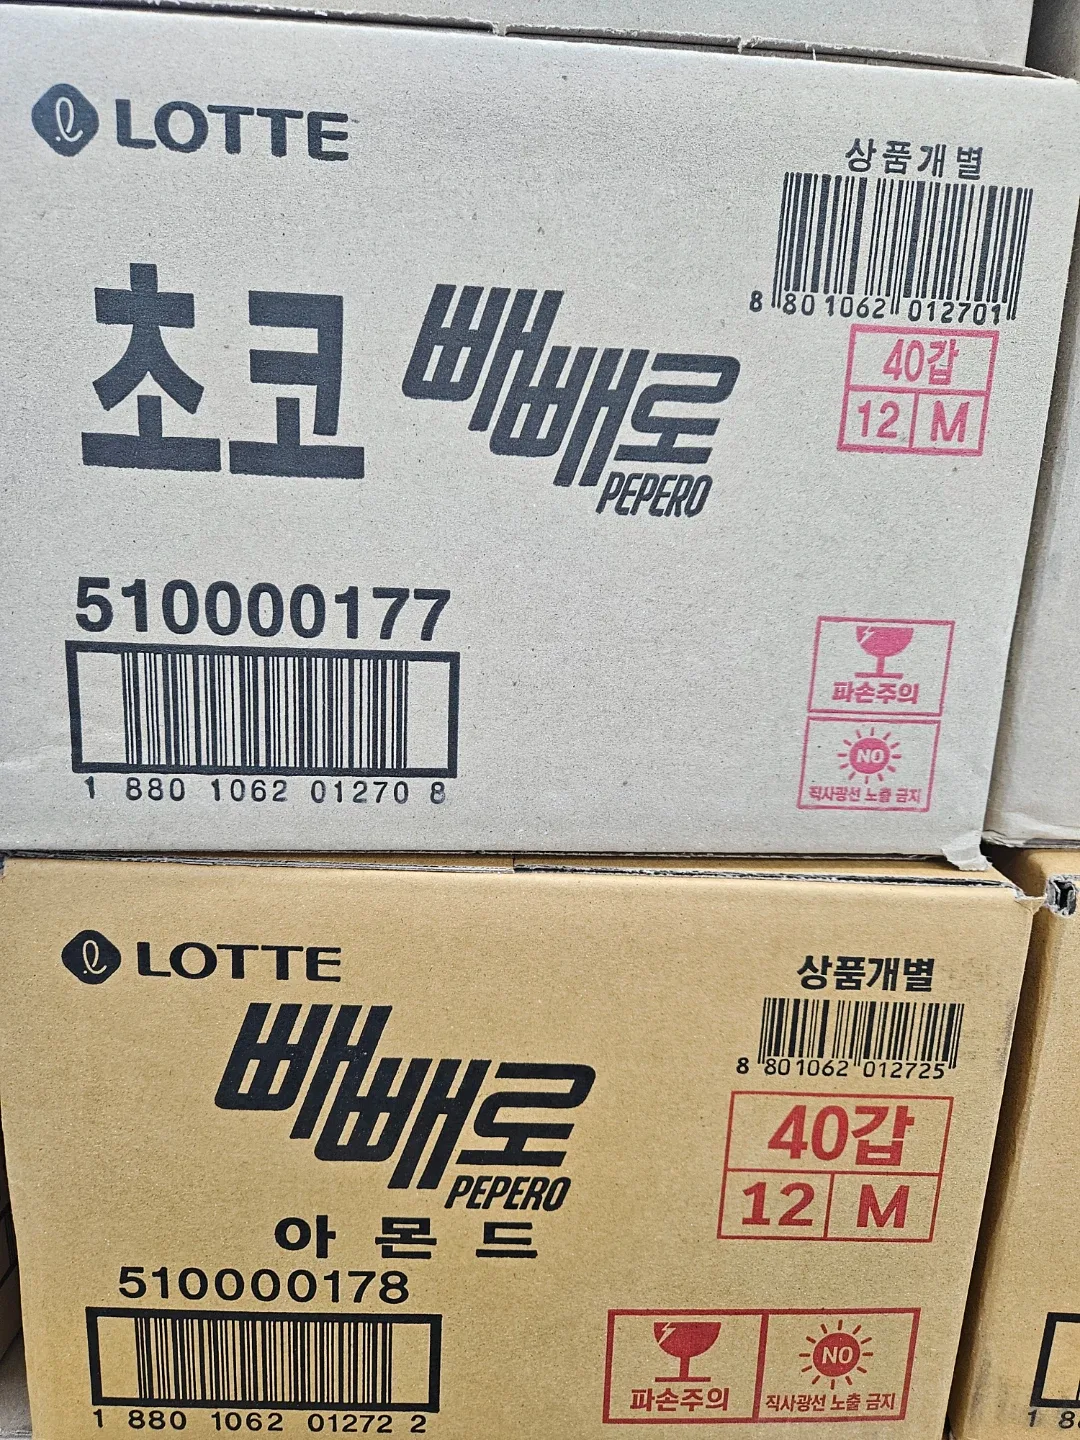 LOTTE
상품개별
8 801062 012701
40갑
12 M
초코 빼빼로
PEPERO
510000177
파손주의
NO
직사광선 노출 금지
1 880 1062 01270 8
LOTTE
상품개별
8 801062 012725
40갑
12 M
빼빼로
PEPERO
아몬드
510000178
파손주의
NO
직사광선 노출 금지
1 880 1062 01272 2
1 8